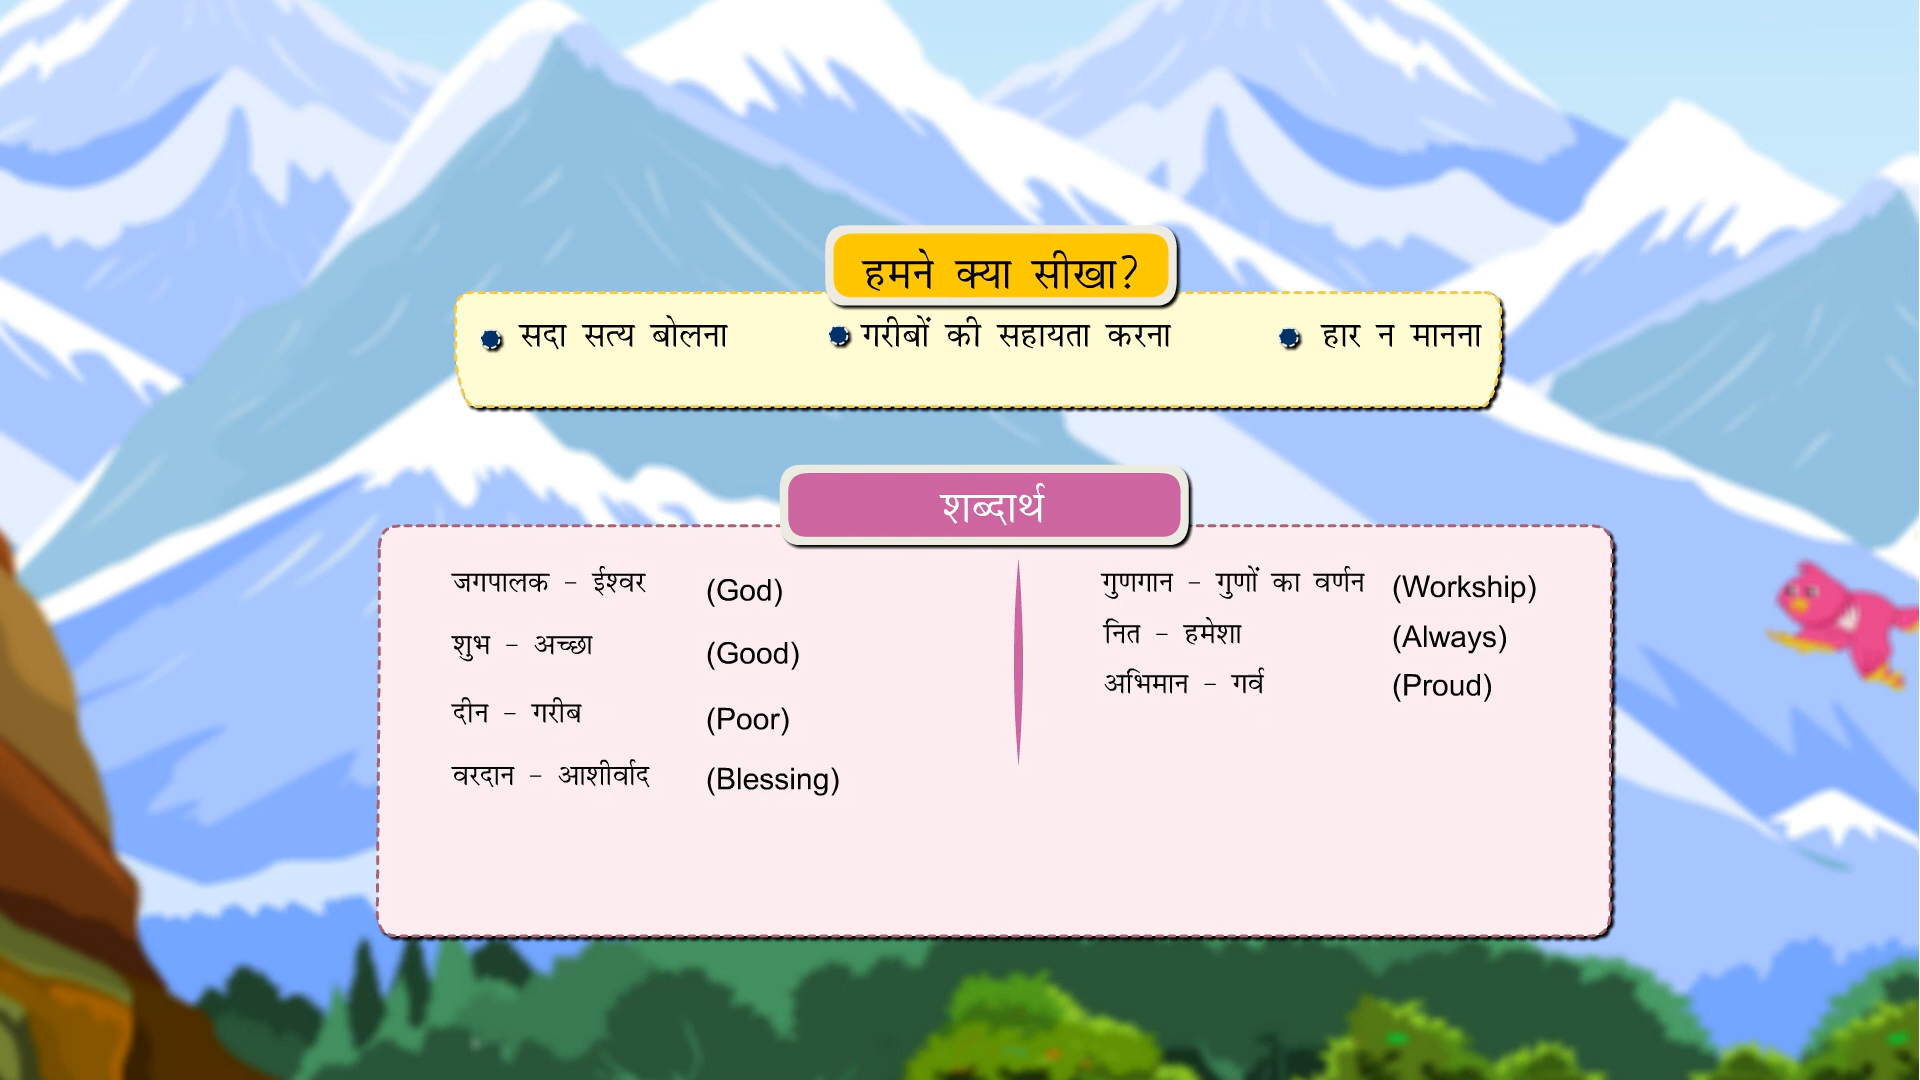 हमने क्या सीखा?
सदा सत्य बोलना
गरीबों की सहायता करना
हार न मानना
शब्दार्थ
जगपालक – ईश्वर (God)
शुभ – अच्छा (Good)
दीन – गरीब (Poor)
वरदान – आशीर्वाद (Blessing)
गुणगान – गुणों का वर्णन (Workship)
नित – हमेशा (Always)
अभिमान – गर्व (Proud)